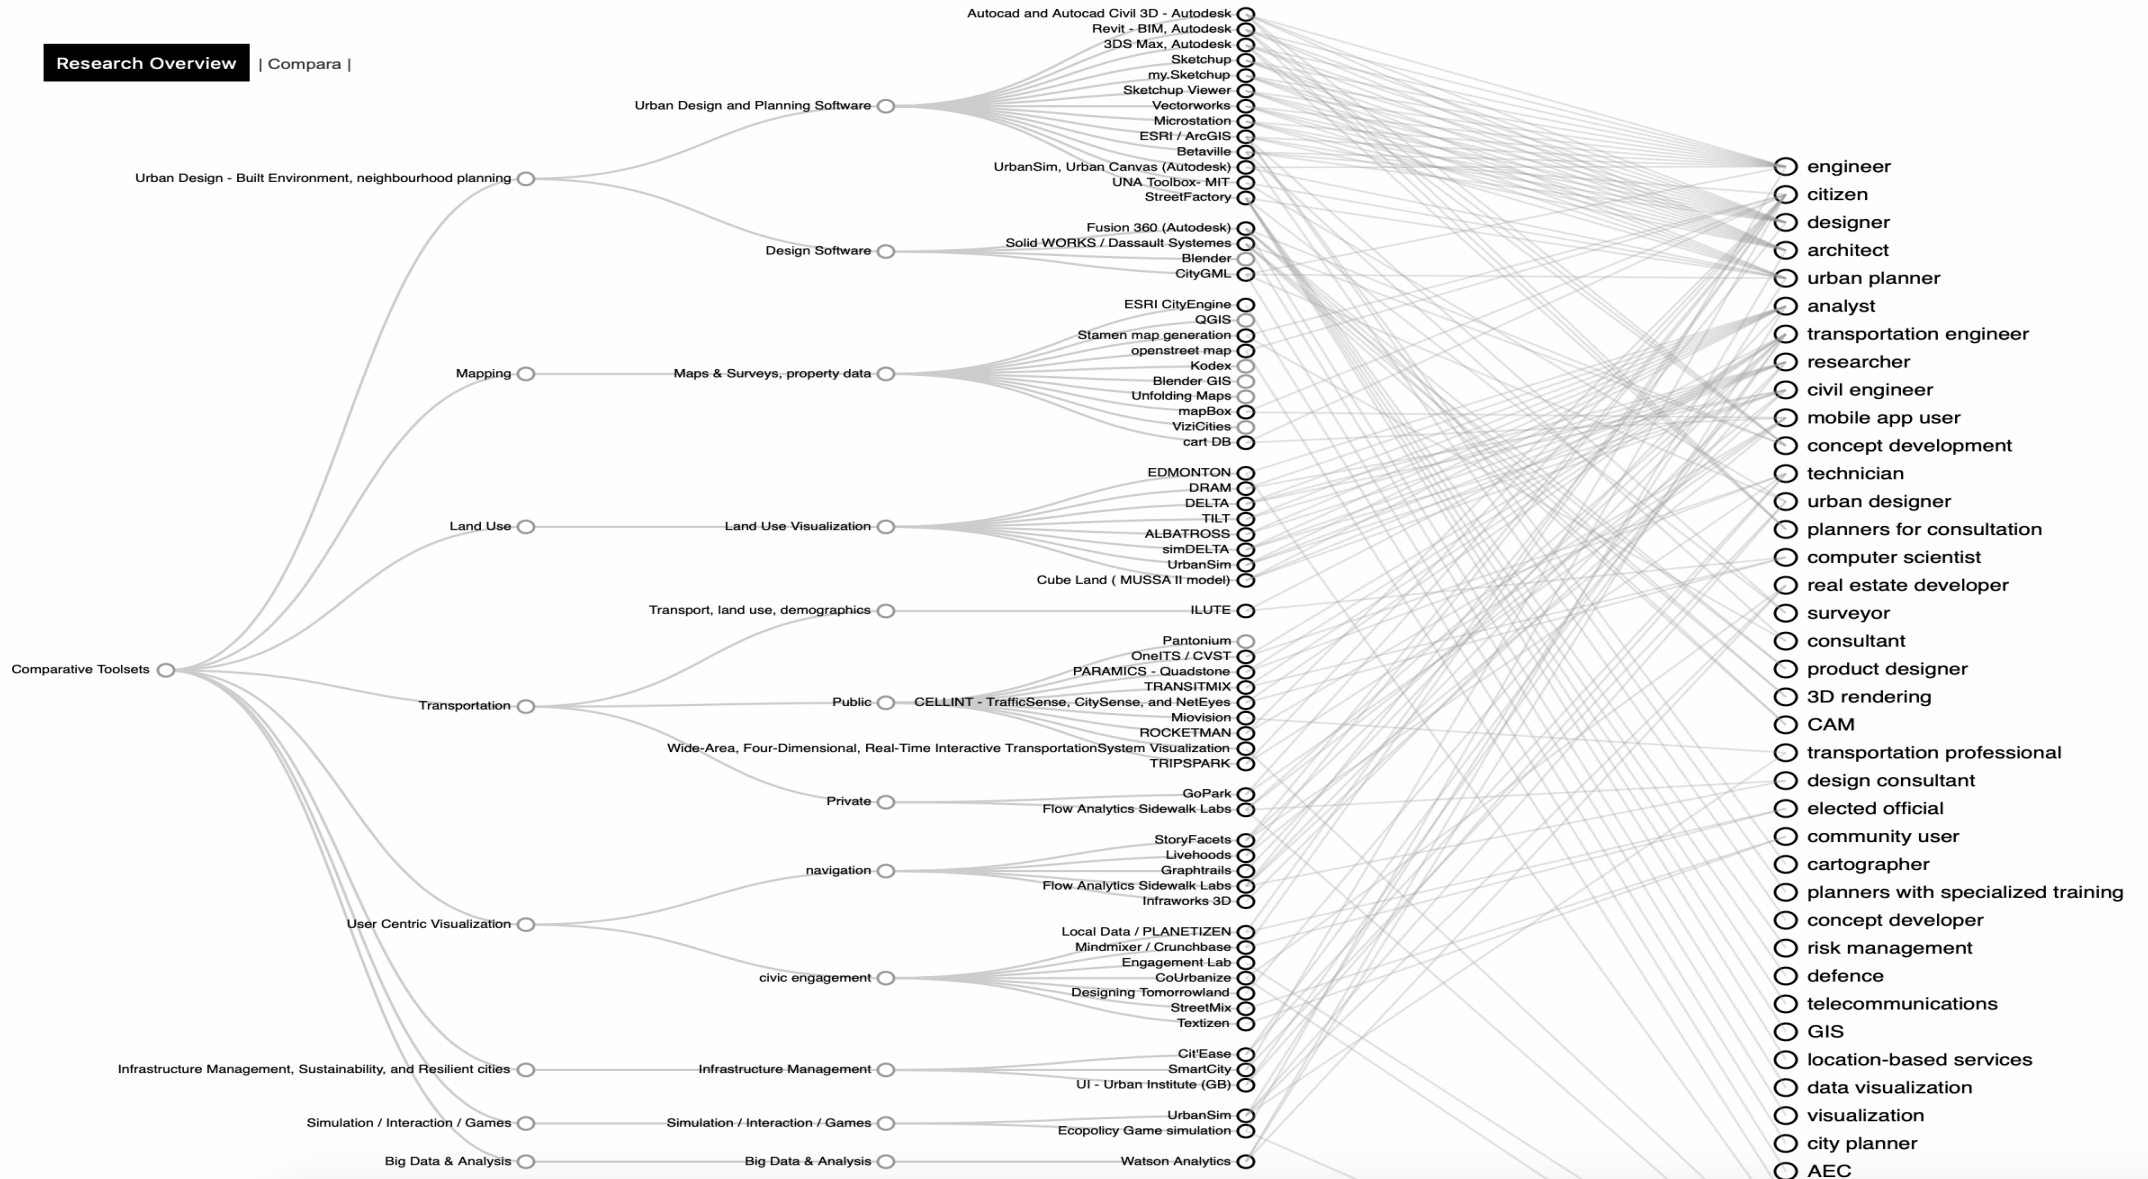 Research Overview | Compara |
Comparative Toolsets
Urban Design - Built Environment, neighbourhood planning
Mapping
Land Use
Transportation
User Centric Visualization
Infrastructure Management, Sustainability, and Resilient cities
Simulation / Interaction / Games
Big Data & Analysis
Urban Design and Planning Software
Design Software
Maps & Surveys, property data
Land Use Visualization
Transport, land use, demographics
Public
Private
navigation
civic engagement
Infrastructure Management
Simulation / Interaction / Games
Big Data & Analysis
Autocad and Autocad Civil 3D - Autodesk
Revit - BIM, Autodesk
3DS Max, Autodesk
Sketchup
my.Sketchup
Sketchup Viewer
Vectorworks
Microstation
ESRI / ArcGIS
Betaville
UrbanSim, Urban Canvas (Autodesk)
UNA Toolbox- MIT
StreetFactory
Fusion 360 (Autodesk)
Solid WORKS / Dassault Systemes
Blender
CityGML
ESRI CityEngine
QGIS
Stamen map generation
openstreet map
Kodex
Blender GIS
Unfolding Maps
mapBox
ViziCities
cart DB
EDMONTON
DRAM
DELTA
TILT
ALBATROSS
simDELTA
UrbanSim
Cube Land ( MUSSA II model)
ILUTE
Pantonium
OneITS / CVST
PARAMICS - Quadstone
TRANSITMIX
CELLINT - TrafficSense, CitySense, and NetEyes
Miovision
ROCKETMAN
Wide-Area, Four-Dimensional, Real-Time Interactive TransportationSystem Visualization
TRIPSPARK
GoPark
Flow Analytics Sidewalk Labs
StoryFacets
Livehoods
Graphtrails
Flow Analytics Sidewalk Labs
Infraworks 3D
Local Data / PLANETIZEN
Mindmixer / Crunchbase
Engagement Lab
CoUrbanize
Designing Tomorrowland
StreetMix
Textizen
Cit'Ease
SmartCity
UI - Urban Institute (GB)
UrbanSim
Ecopolicy Game simulation
Watson Analytics
engineer
citizen
designer
architect
urban planner
analyst
transportation engineer
researcher
civil engineer
mobile app user
concept development
technician
urban designer
planners for consultation
computer scientist
real estate developer
surveyor
consultant
product designer
3D rendering
CAM
transportation professional
design consultant
elected official
community user
cartographer
planners with specialized training
concept developer
risk management
defence
telecommunications
GIS
location-based services
data visualization
visualization
city planner
AEC